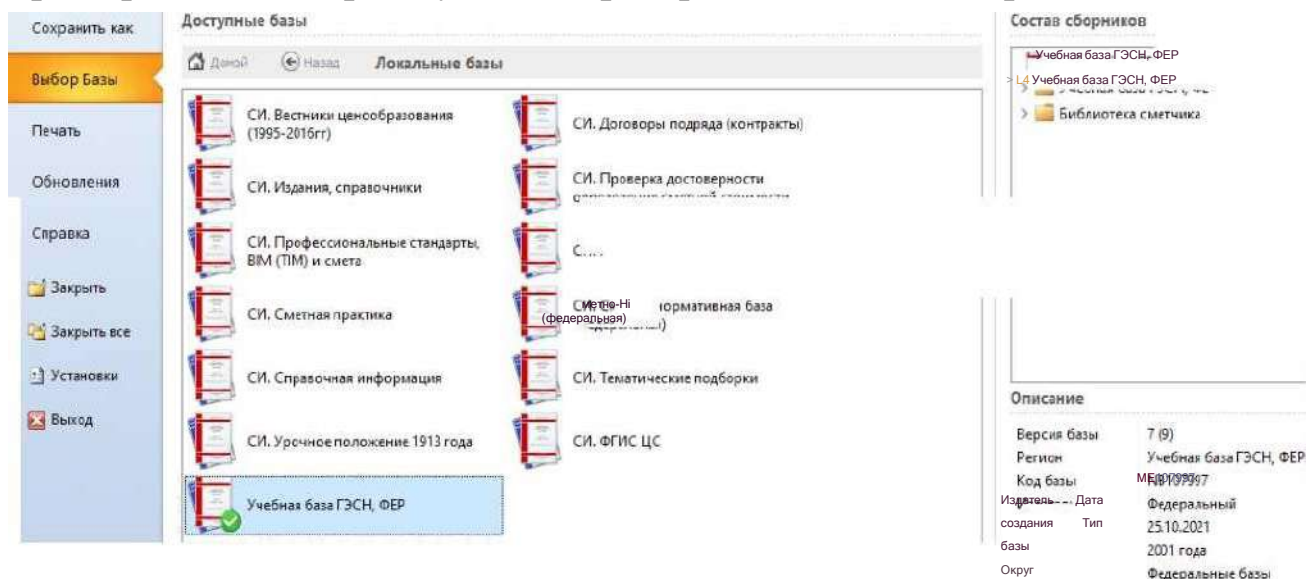 Сохранить как
Выбор Базы
Печать
Обновления
Справка
Закрыть
Закрыть все
Установки
Выход
Доступные базы
Домой
Назад
Локальные базы
СИ. Вестники ценообразования
(1995-2016гг)
СИ. Издания, справочники
СИ. Профессиональные стандарты,
BIM (TIM) и смета
СИ. Сметная практика
СИ. Справочная информация
СИ. Урочное положение 1913 года
Учебная база ГЭСН, ФЕР
СИ. Договоры подряда (контракты)
СИ. Проверка достоверности
ормативная база
(федеральная)
СИ. Тематические подборки
СИ. ФГИС ЦС
Состав сборников
Учебная база ГЭСН, ФЕР
Учебная база ГЭСН, ФЕР
Библиотека сметчика
Описание
Версия базы 7 (9)
Регион Учебная база ГЭСН, ФЕР
Код базы
Издатель Дата Федеральный
создания Тип 25.10.2021
базы 2001 года
Округ Федеральные базы